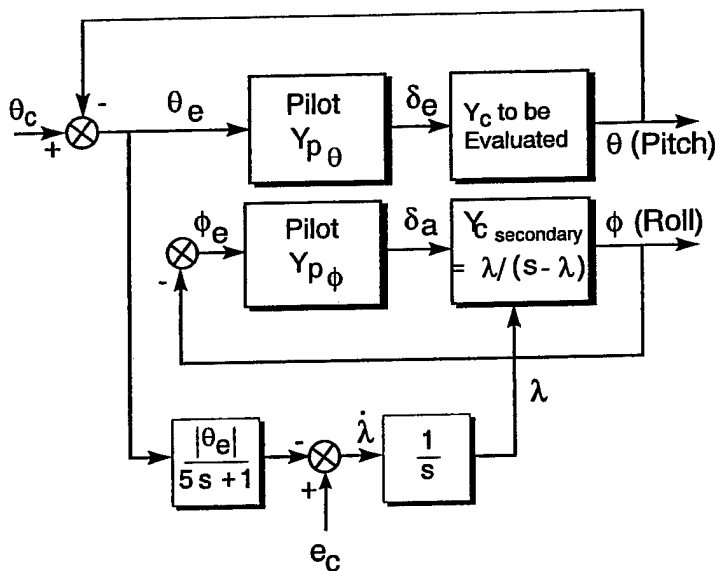 θc
+
-
θe
Pilot
Ypθ
δe
Yc to be
Evaluated
θ (Pitch)
ϕe
-
Pilot
Ypϕ
δa
Yc secondary
= λ/(s-λ)
ϕ (Roll)
|θe|
5s+1
-
+
λ̇
1
s
λ
ec